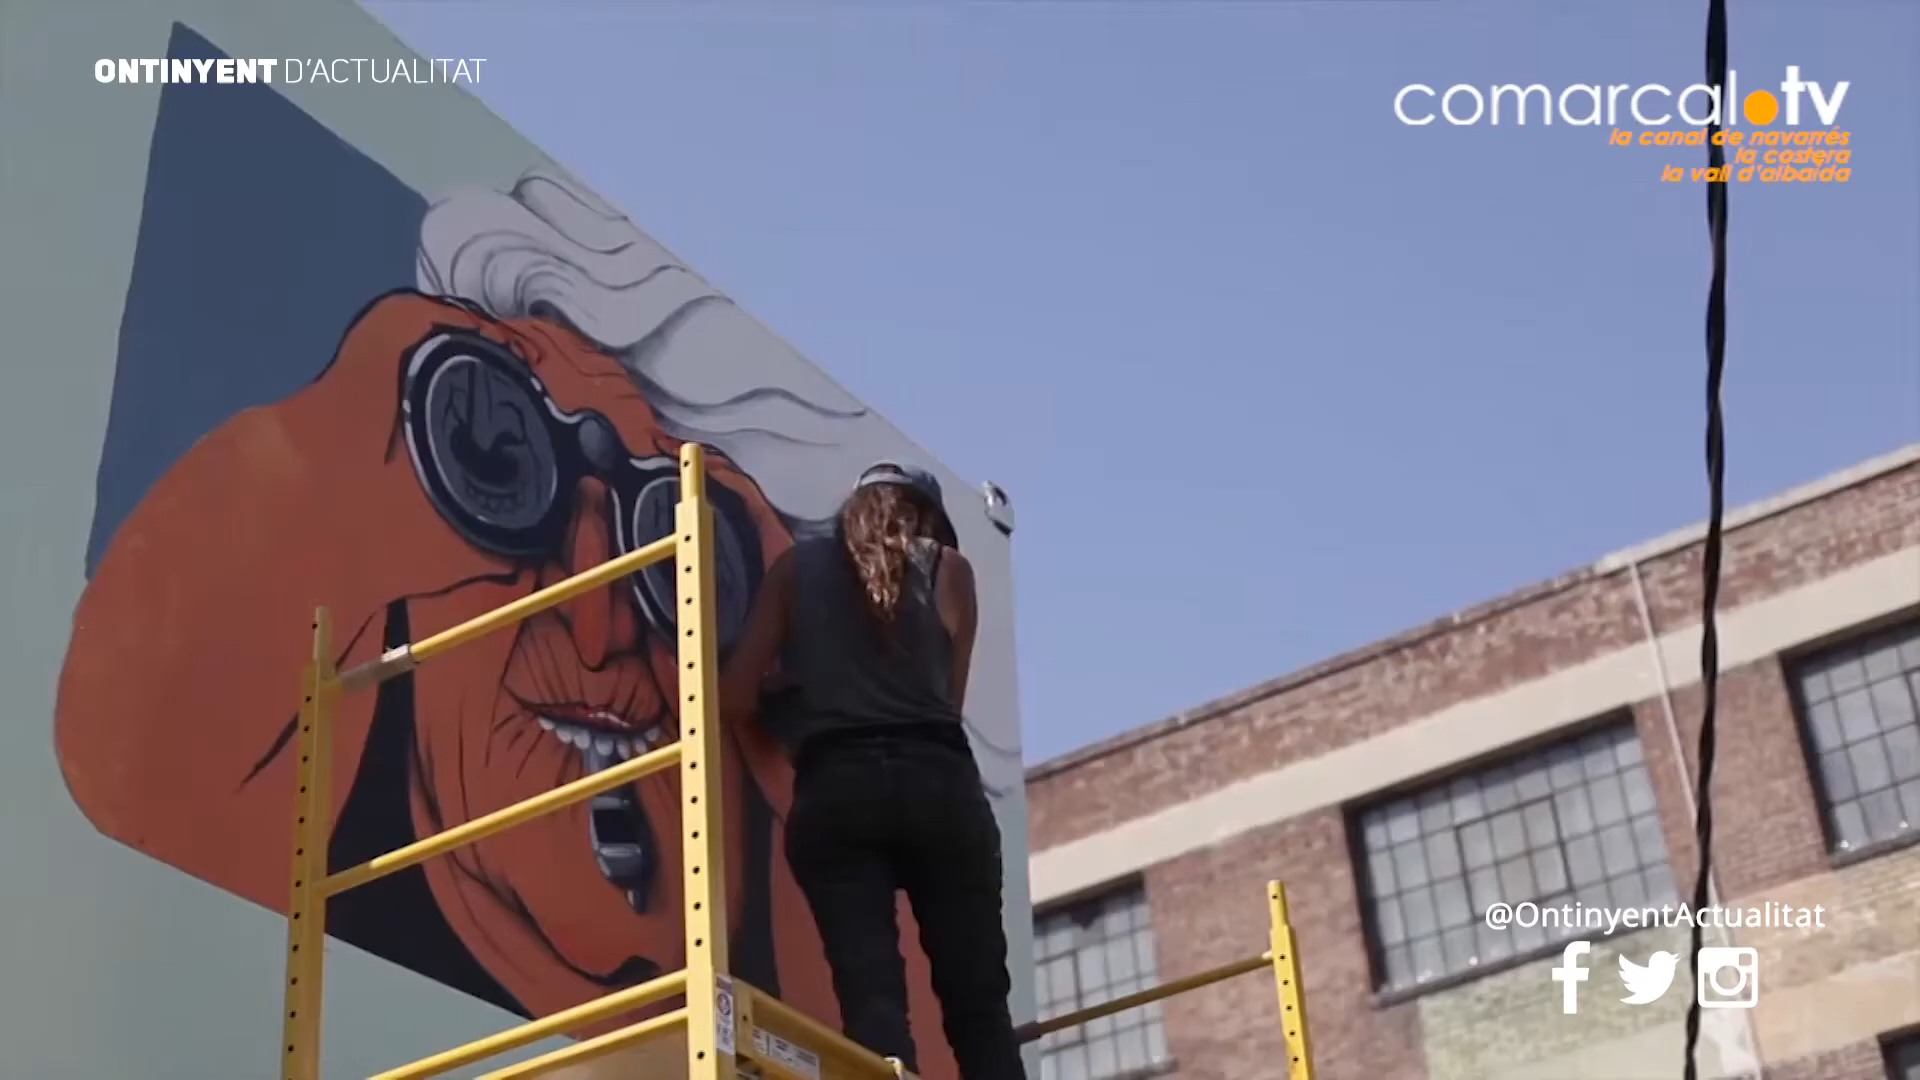 ONTINYENT D'ACTUALITAT
comarcal.tv
la canal de navarrés
la costera
la vall d'albaida
@OntinyentActualitat